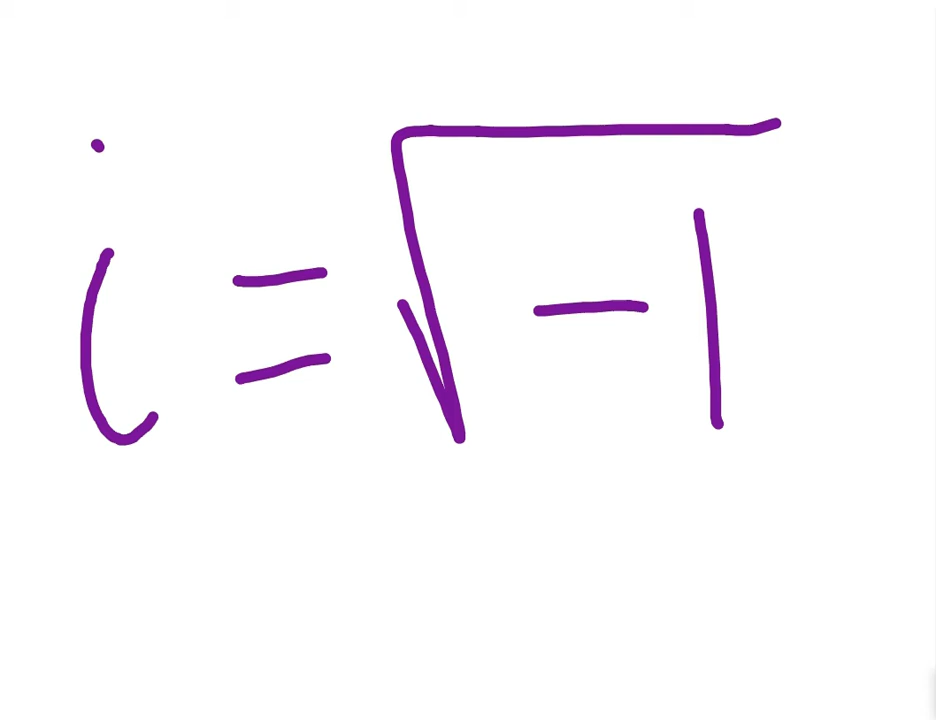 i = √-1